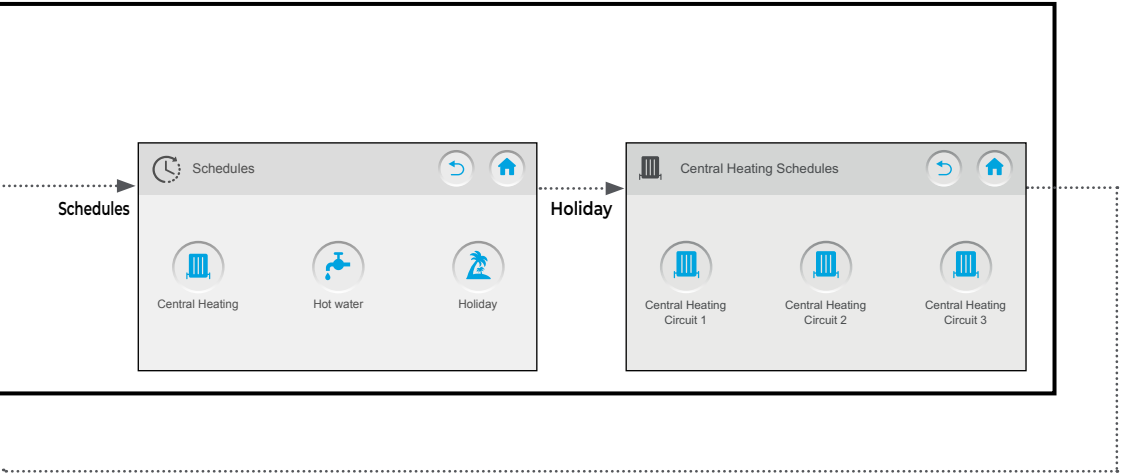 Schedules
Schedules
Central Heating
Hot water
Holiday
Holiday
Central Heating Schedules
Central Heating
Circuit 1
Central Heating
Circuit 2
Central Heating
Circuit 3